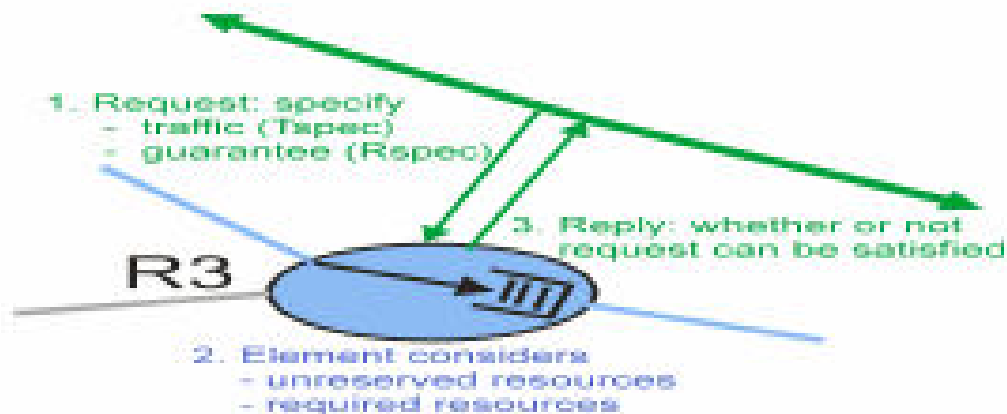 1. Request: specify
- traffic (Tspec)
- guarantee (Rspec)
3. Reply: whether or not
request can be satisfied
R3
2. Element considers
- unreserved resources
- required resources